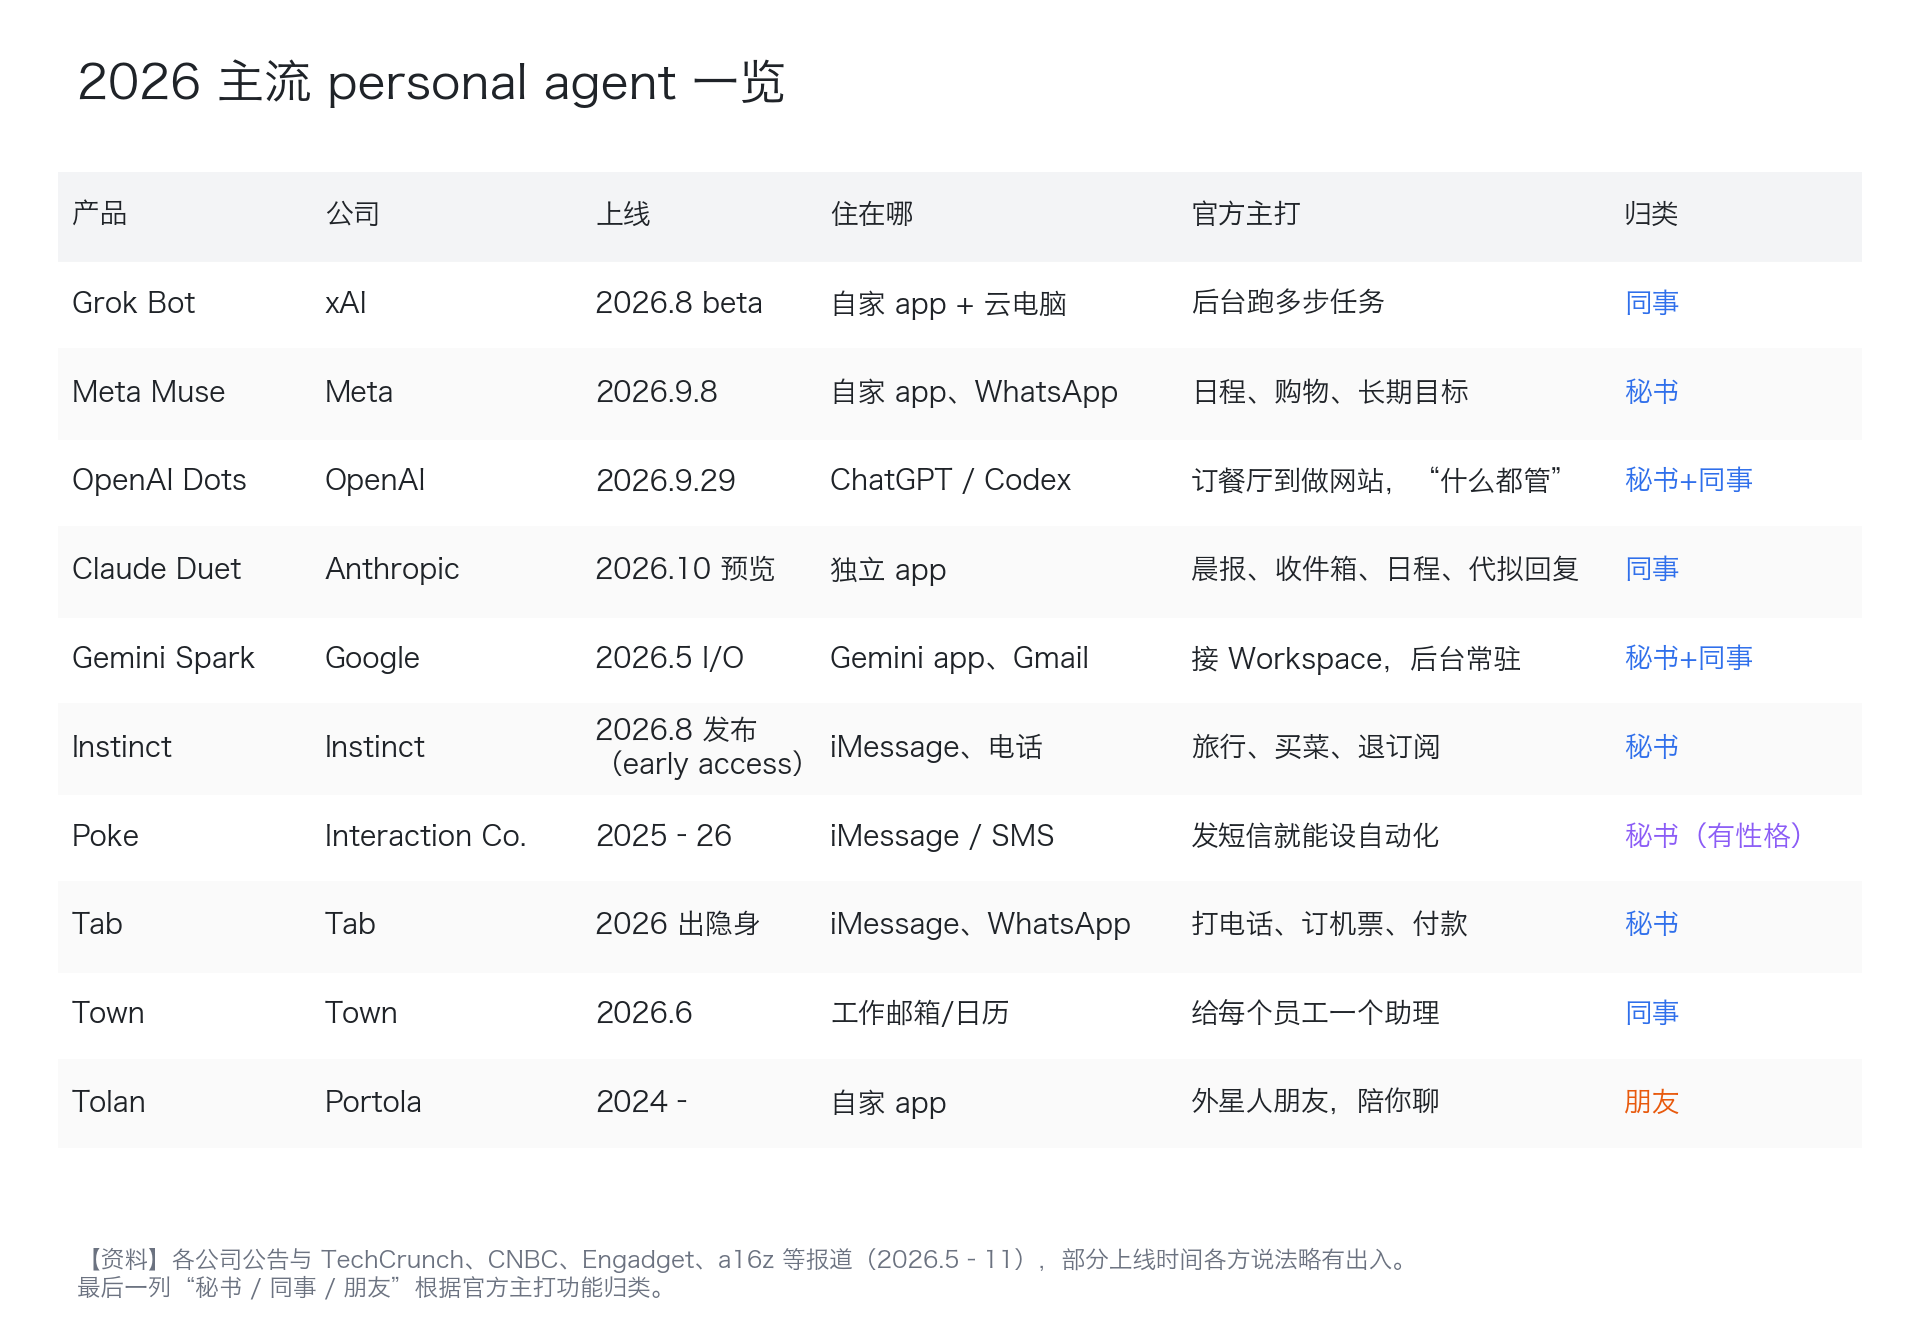 2026 主流 personal agent 一览
产品 公司 上线 住在哪 官方主打 归类
Grok Bot xAI 2026.8 beta 自家 app + 云电脑 后台跑多步任务 同事
Meta Muse Meta 2026.9.8 自家 app、WhatsApp 日程、购物、长期目标 秘书
OpenAI Dots OpenAI 2026.9.29 ChatGPT / Codex 订餐厅到做网站，“什么都管” 秘书+同事
Claude Duet Anthropic 2026.10 预览 独立 app 晨报、收件箱、日程、代拟回复 同事
Gemini Spark Google 2026.5 I/O Gemini app、Gmail 接 Workspace，后台常驻 秘书+同事
Instinct Instinct 2026.8 发布 iMessage、电话 旅行、买菜、退订阅 秘书
（early access）
Poke Interaction Co. 2025 - 26 iMessage / SMS 发短信就能设自动化 秘书（有性格）
Tab Tab 2026 出隐身 iMessage、WhatsApp 打电话、订机票、付款 秘书
Town Town 2026.6 工作邮箱/日历 给每个员工一个助理 同事
Tolan Portola 2024 - 自家 app 外星人朋友，陪你聊 朋友
【资料】各公司公告与 TechCrunch、CNBC、Engadget、a16z 等报道（2026.5 - 11），部分上线时间各方说法略有出入。
最后一列“秘书 / 同事 / 朋友”根据官方主打功能归类。